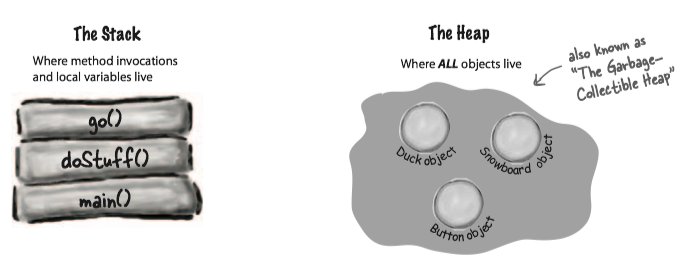 The Stack
Where method invocations
and local variables live
go()
doStuff()
main()
The Heap
Where ALL objects live
also known as
"The Garbage-
Collectible Heap"
Duck object
Snowboard object
Button object